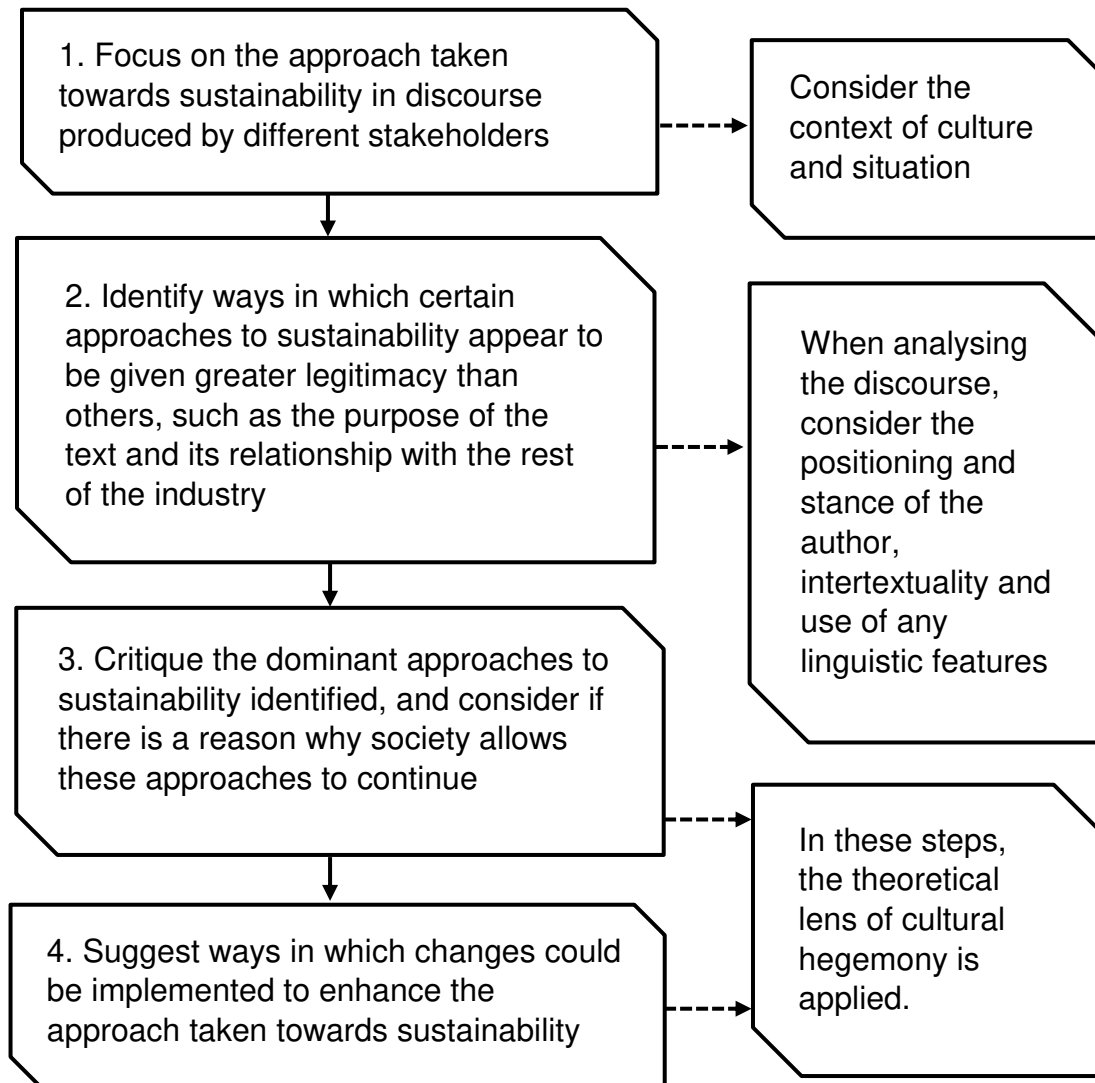 1. Focus on the approach taken
towards sustainability in discourse
produced by different stakeholders
Consider the
context of culture
and situation
2. Identify ways in which certain
approaches to sustainability appear to
be given greater legitimacy than
others, such as the purpose of the
text and its relationship with the rest
of the industry
When analysing
the discourse,
consider the
positioning and
stance of the
author,
intertextuality and
use of any
linguistic features
3. Critique the dominant approaches to
sustainability identified, and consider if
there is a reason why society allows
these approaches to continue
In these steps,
the theoretical
lens of cultural
hegemony is
applied.
4. Suggest ways in which changes could
be implemented to enhance the
approach taken towards sustainability